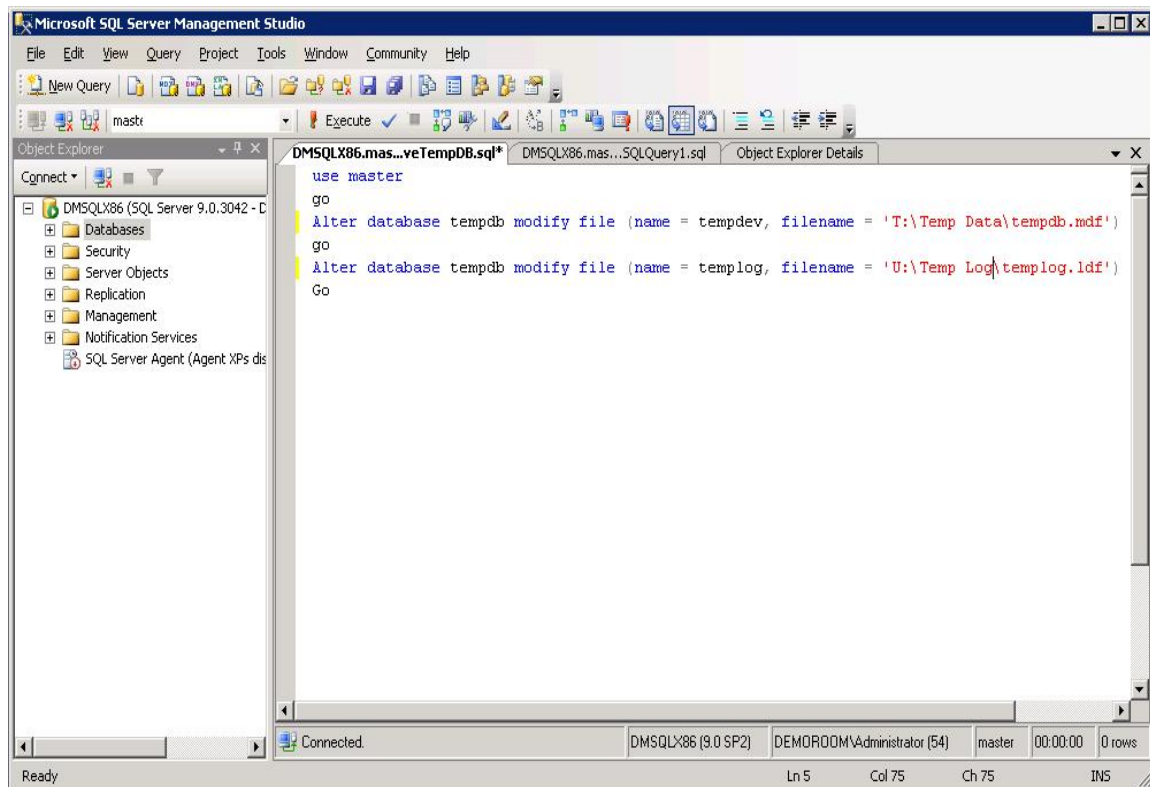 Microsoft SQL Server Management Studio
File Edit View Query Project Tools Window Community Help
New Query
maste Execute
Object Explorer
DMSQLX86.mas...veTempDB.sql* DMSQLX86.mas...SQLQuery1.sql Object Explorer Details
Connect
DMSQLX86 (SQL Server 9.0.3042 - D
Databases
Security
Server Objects
Replication
Management
Notification Services
SQL Server Agent (Agent XPs dis
use master
go
Alter database tempdb modify file (name = tempdev, filename = 'T:\Temp Data\tempdb.mdf')
go
Alter database tempdb modify file (name = templog, filename = 'U:\Temp Log\templog.ldf')
Go
Connected. DMSQLX86 (9.0 SP2) DEMOROOM\Administrator (54) master 00:00:00 0 rows
Ready Ln 5 Col 75 Ch 75 INS